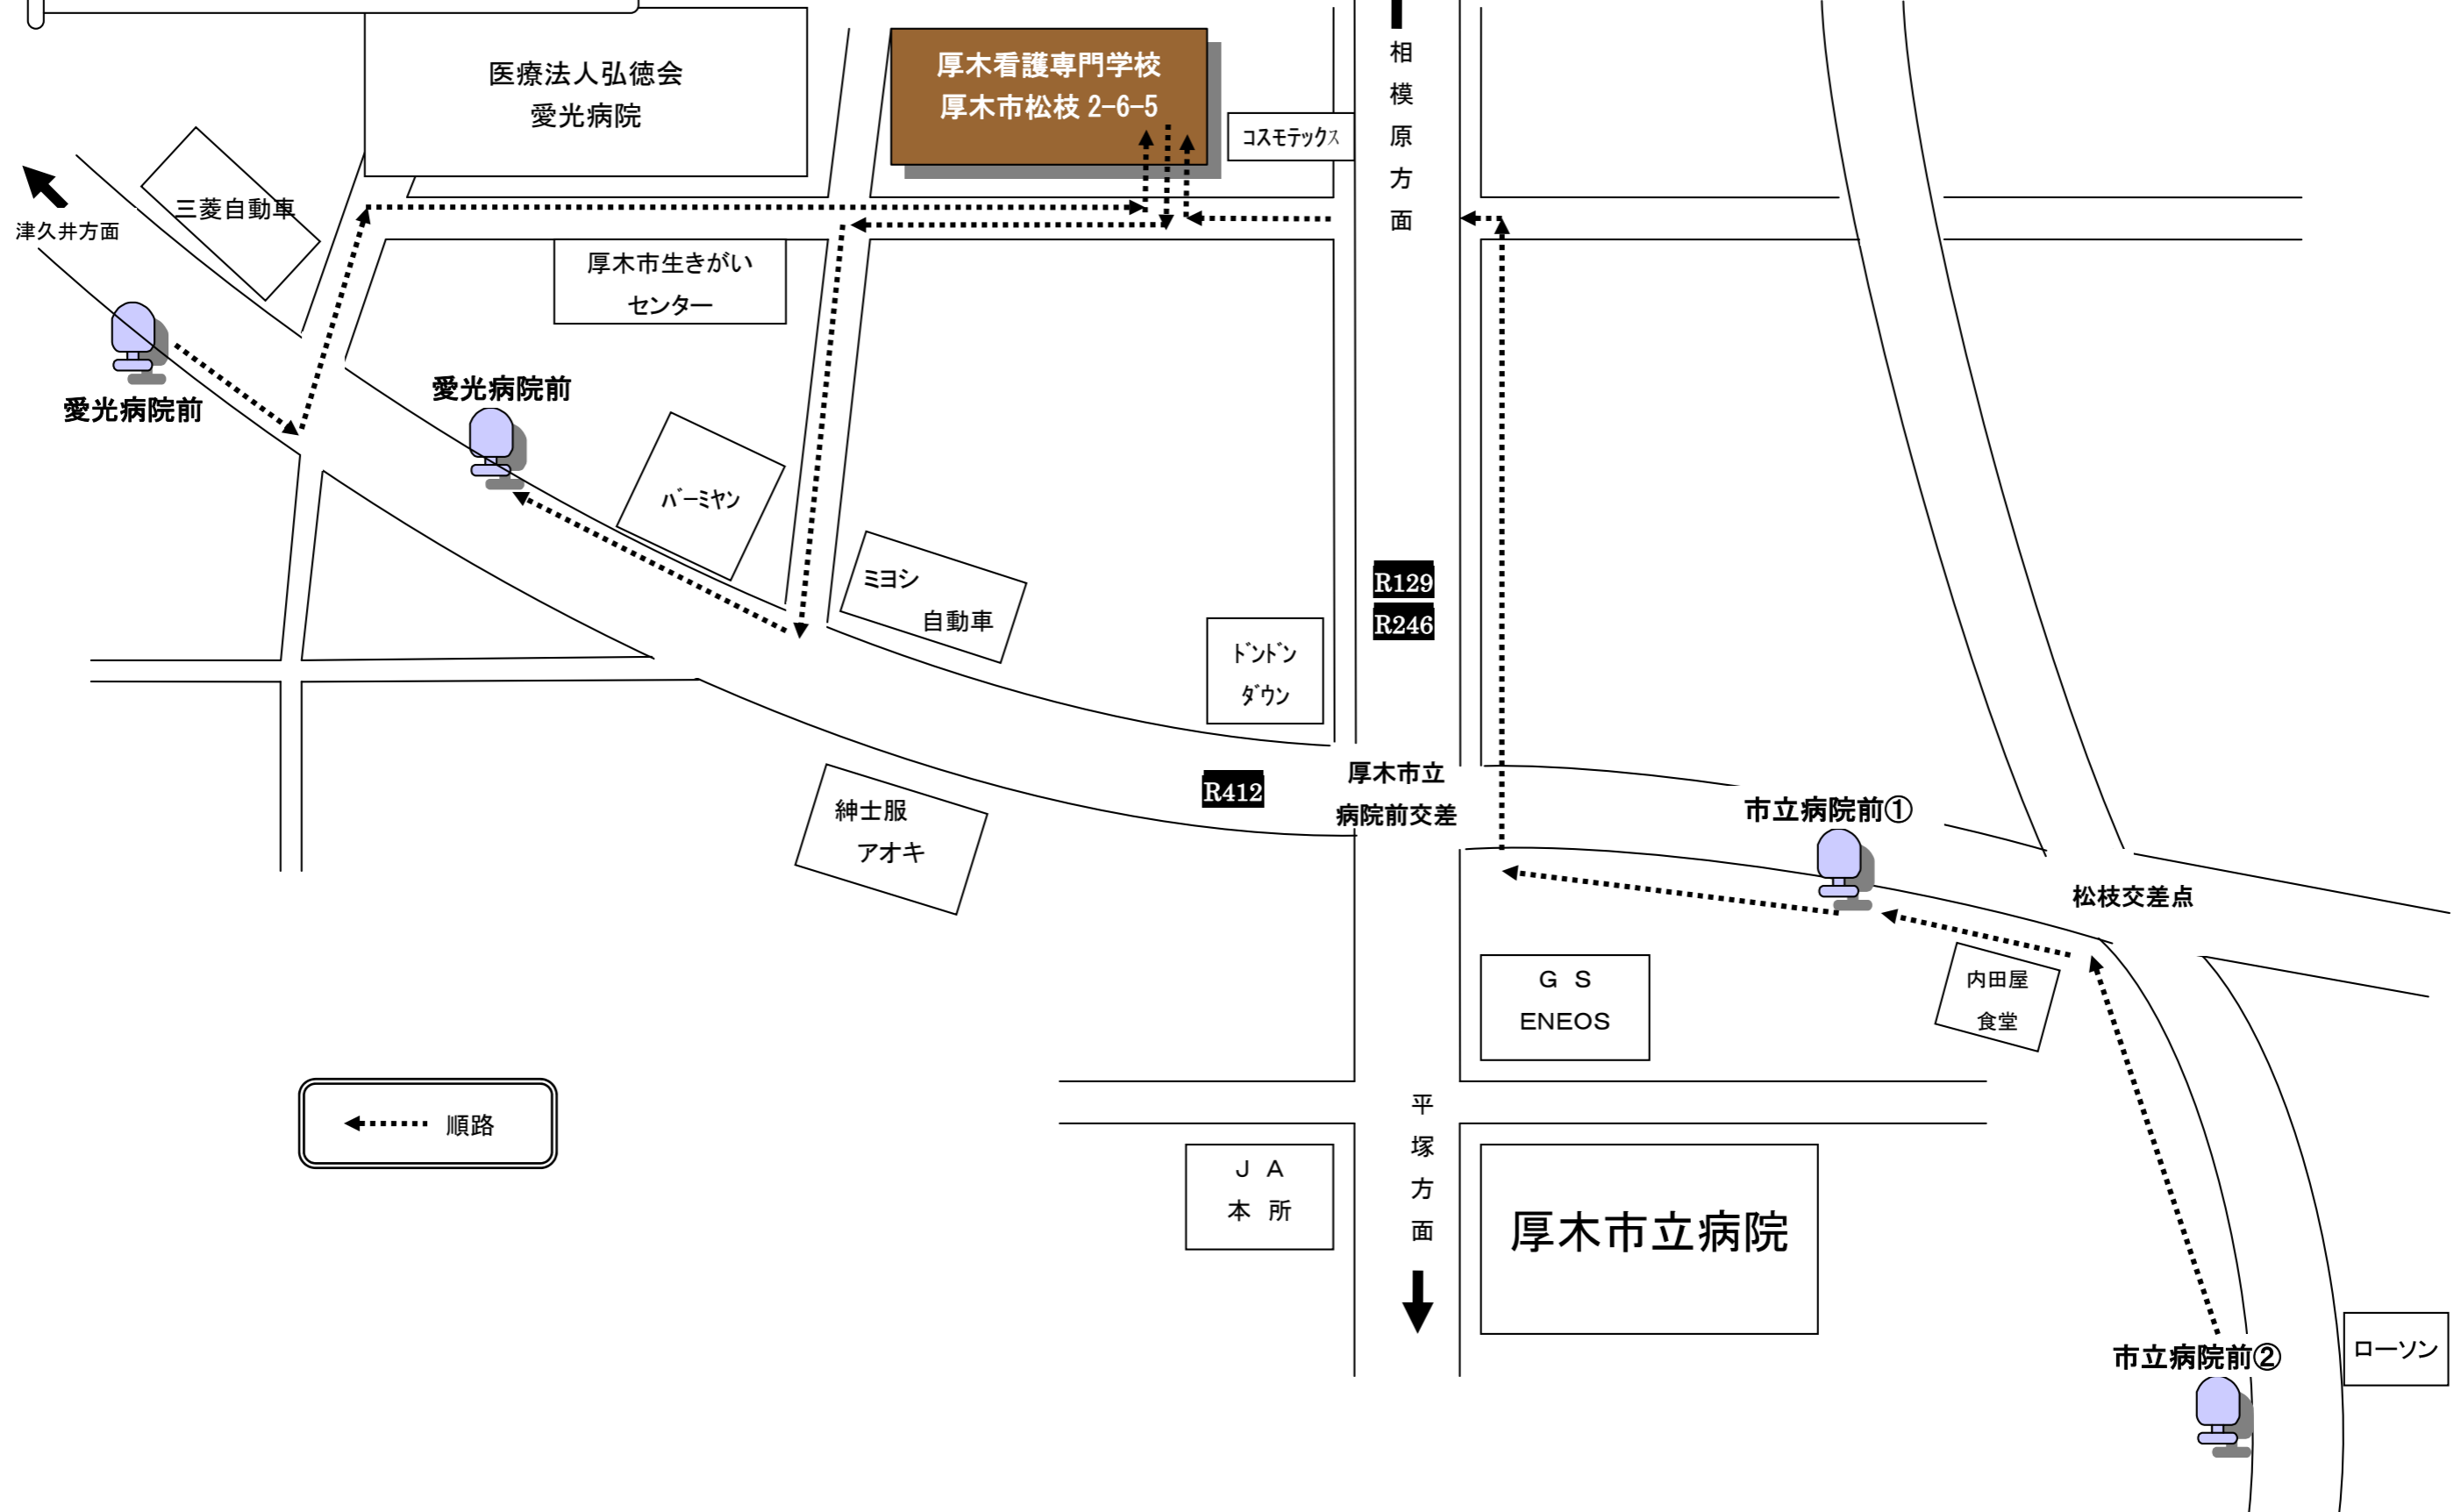 医療法人弘徳会
愛光病院
厚木看護専門学校
厚木市松枝 2-6-5
コスモテックス
相模原方面
三菱自動車
津久井方面
厚木市生きがい
センター
愛光病院前
愛光病院前
バーミヤン
ミヨシ
自動車
ドンドン
ダウン
R129
R246
R412
厚木市立
病院前交差
紳士服
アオキ
市立病院前①
松枝交差点
内田屋
食堂
G S
ENEOS
順路
平塚方面
J A
本 所
厚木市立病院
市立病院前②
ローソン